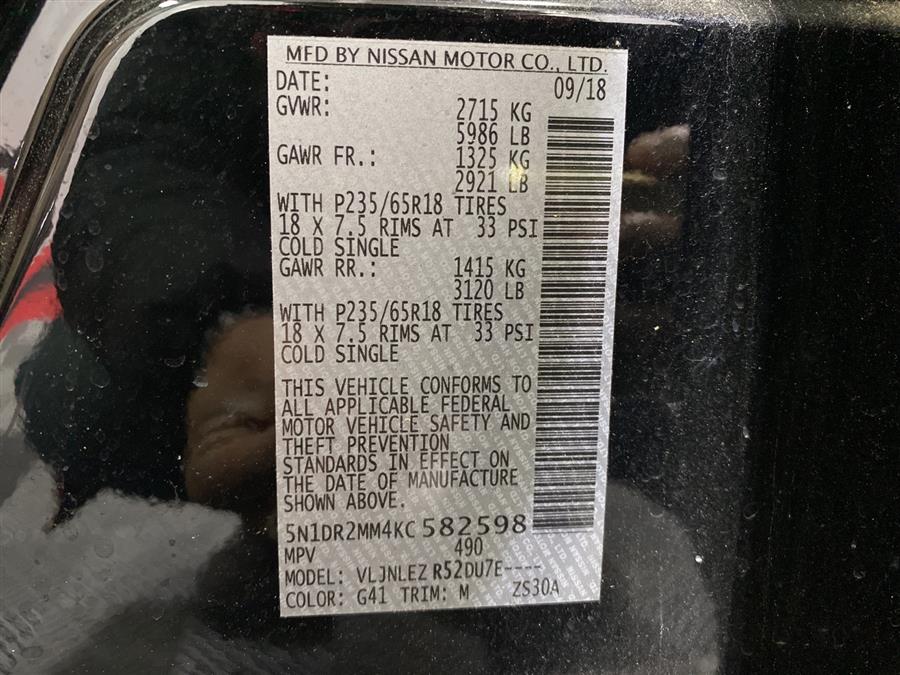 MFD BY NISSAN MOTOR CO., LTD.
DATE: 09/18
GVWR: 2715 KG
5986 LB
GAWR FR.: 1325 KG
2921 LB
WITH P235/65R18 TIRES
18 X 7.5 RIMS AT 33 PSI
COLD SINGLE
GAWR RR.: 1415 KG
3120 LB
WITH P235/65R18 TIRES
18 X 7.5 RIMS AT 33 PSI
COLD SINGLE
THIS VEHICLE CONFORMS TO
ALL APPLICABLE FEDERAL
MOTOR VEHICLE SAFETY AND
THEFT PREVENTION
STANDARDS IN EFFECT ON
THE DATE OF MANUFACTURE
SHOWN ABOVE.
5N1DR2MM4KC 582598
MPV 490
MODEL: VLJNLEZ R52DU7E----
COLOR: G41 TRIM: M ZS30A